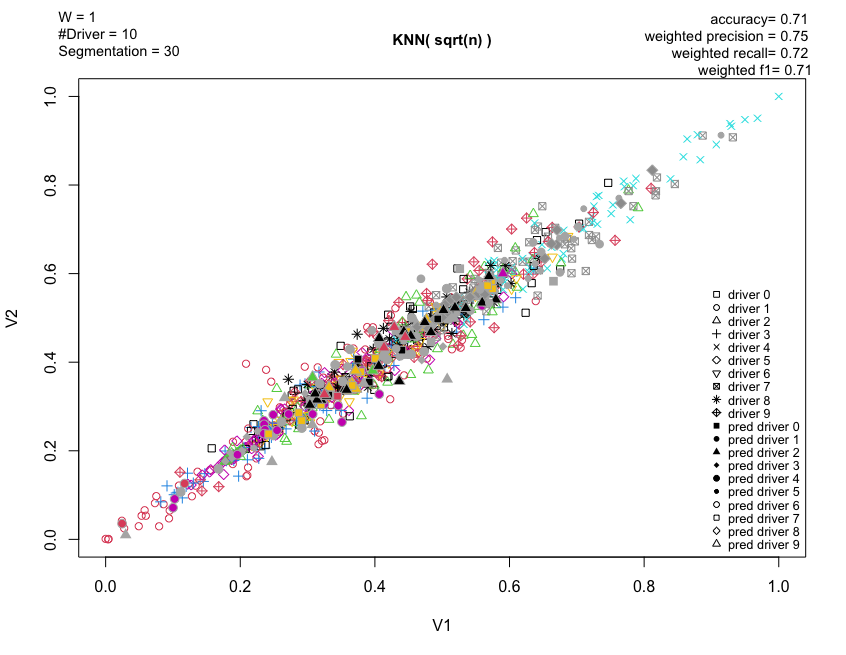 W = 1
#Driver = 10
Segmentation = 30
KNN( sqrt(n) )
accuracy= 0.71
weighted precision = 0.75
weighted recall= 0.72
weighted f1= 0.71
1.0
0.8
0.6
0.4
0.2
0.0
V2
driver 0
driver 1
driver 2
driver 3
driver 4
driver 5
driver 6
driver 7
driver 8
driver 9
pred driver 0
pred driver 1
pred driver 2
pred driver 3
pred driver 4
pred driver 5
pred driver 6
pred driver 7
pred driver 8
pred driver 9
0.0 0.2 0.4 0.6 0.8 1.0
V1